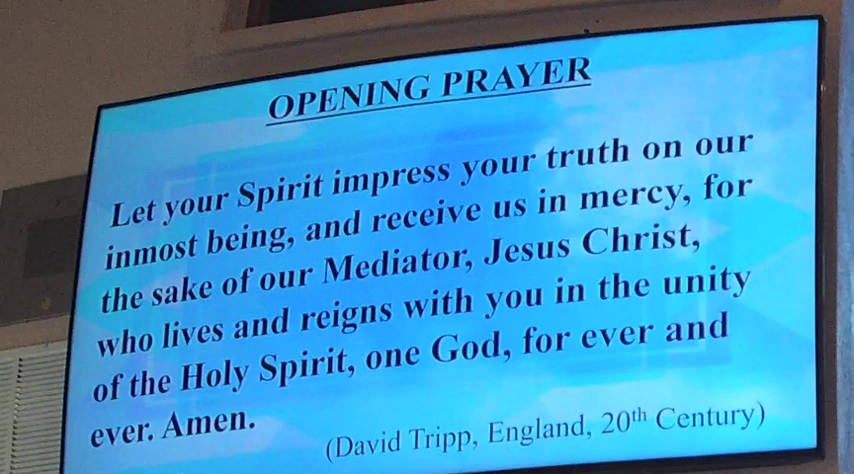 OPENING PRAYER
Let your Spirit impress your truth on our
inmost being, and receive us in mercy, for
the sake of our Mediator, Jesus Christ,
who lives and reigns with you in the unity
of the Holy Spirit, one God, for ever and
ever. Amen.
(David Tripp, England, 20th Century)